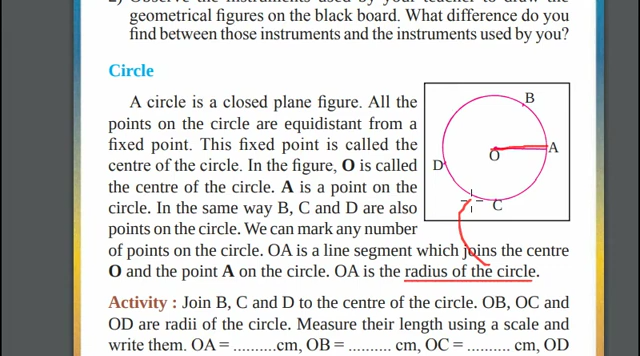 geometrical figures on the black board. What difference do you
find between those instruments and the instruments used by you?
Circle
A circle is a closed plane figure. All the
points on the circle are equidistant from a
fixed point. This fixed point is called the
centre of the circle. In the figure, O is called
the centre of the circle. A is a point on the
circle. In the same way B, C and D are also
points on the circle. We can mark any number
of points on the circle. OA is a line segment which joins the centre
O and the point A on the circle. OA is the radius of the circle.
B
A
O
D
C
Activity : Join B, C and D to the centre of the circle. OB, OC and
OD are radii of the circle. Measure their length using a scale and
write them. OA = ..........cm, OB = .......... cm, OC = .......... cm, OD